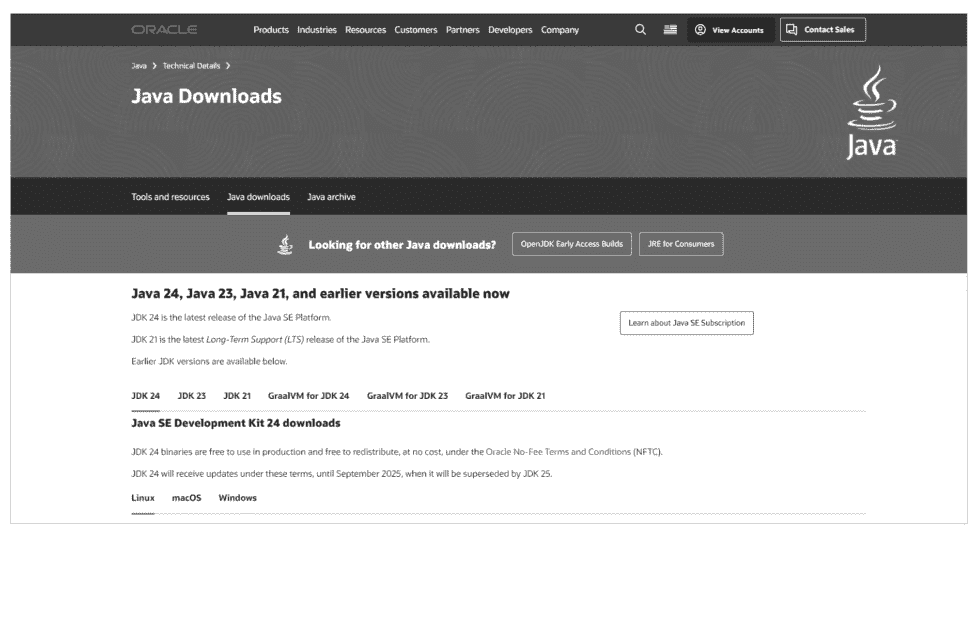 ORACLE Products Industries Resources Customers Partners Developers Company View Accounts Contact Sales
Java Technical Details
Java Downloads
Java
Tools and resources Java downloads Java archive
Looking for other Java downloads? OpenJDK Early Access Builds JRE for Consumers
Java 24, Java 23, Java 21, and earlier versions available now
JDK 24 is the latest release of the Java SE Platform.
Learn about Java SE Subscription
JDK 21 is the latest Long-Term Support (LTS) release of the Java SE Platform.
Earlier JDK versions are available below.
JDK 24 JDK 23 JDK 21 GraalVM for JDK 24 GraalVM for JDK 23 GraalVM for JDK 21
Java SE Development Kit 24 downloads
JDK 24 binaries are free to use in production and free to redistribute, at no cost, under the Oracle No-Fee Terms and Conditions (NFTC).
JDK 24 will receive updates under these terms, until September 2025, when it will be superseded by JDK 25.
Linux macOS Windows